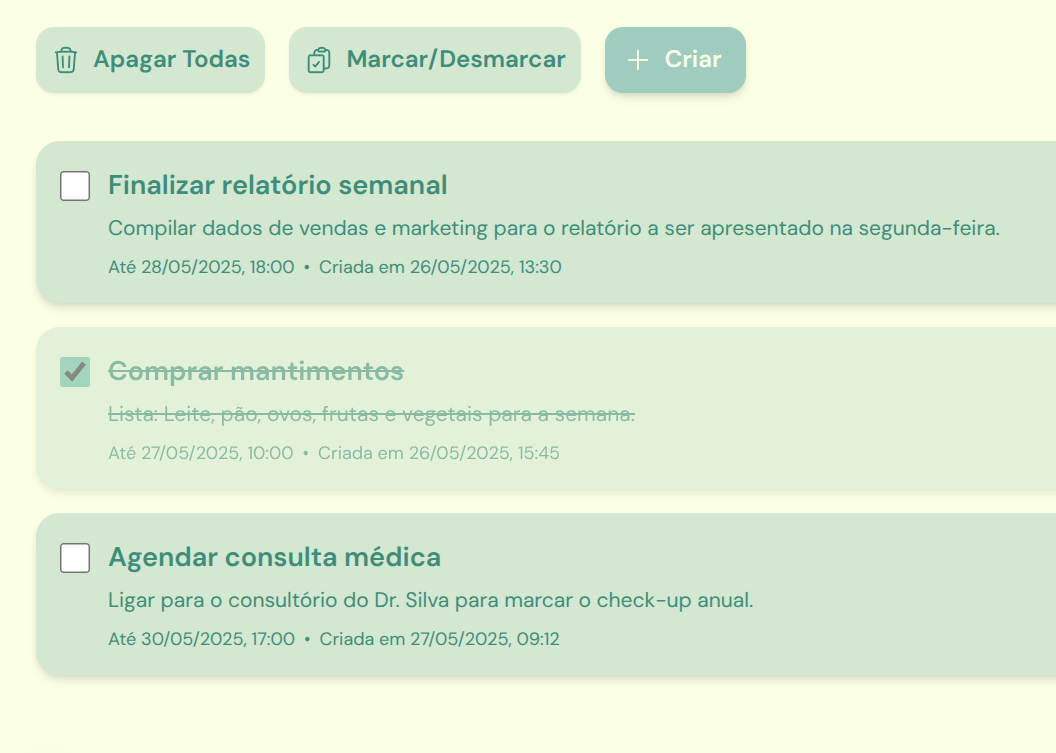 Apagar Todas Marcar/Desmarcar Criar
Finalizar relatório semanal
Compilar dados de vendas e marketing para o relatório a ser apresentado na segunda-feira.
Até 28/05/2025, 18:00 • Criada em 26/05/2025, 13:30
Comprar mantimentos
Lista: Leite, pão, ovos, frutas e vegetais para a semana.
Até 27/05/2025, 10:00 • Criada em 26/05/2025, 15:45
Agendar consulta médica
Ligar para o consultório do Dr. Silva para marcar o check-up anual.
Até 30/05/2025, 17:00 • Criada em 27/05/2025, 09:12